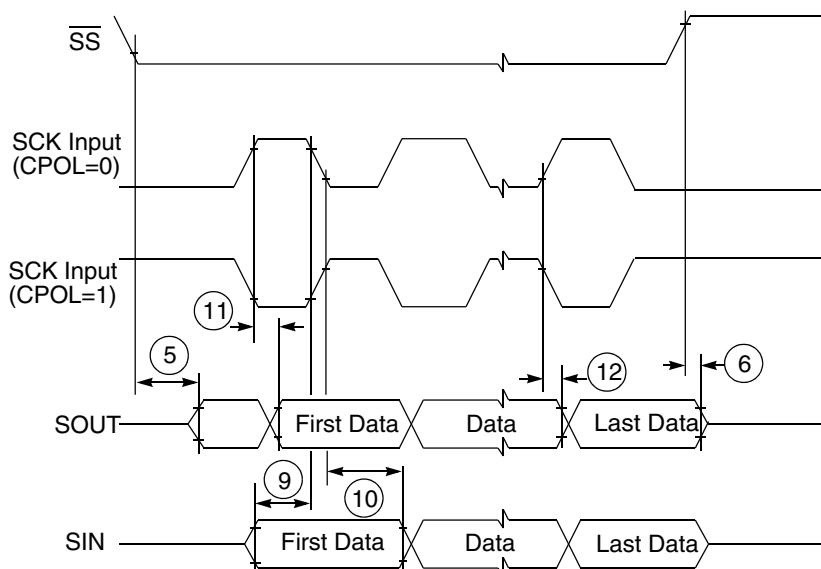 SS
SCK Input
(CPOL=0)
SCK Input
(CPOL=1)
11
5
12
6
SOUT
First Data
Data
Last Data
9
10
SIN
First Data
Data
Last Data